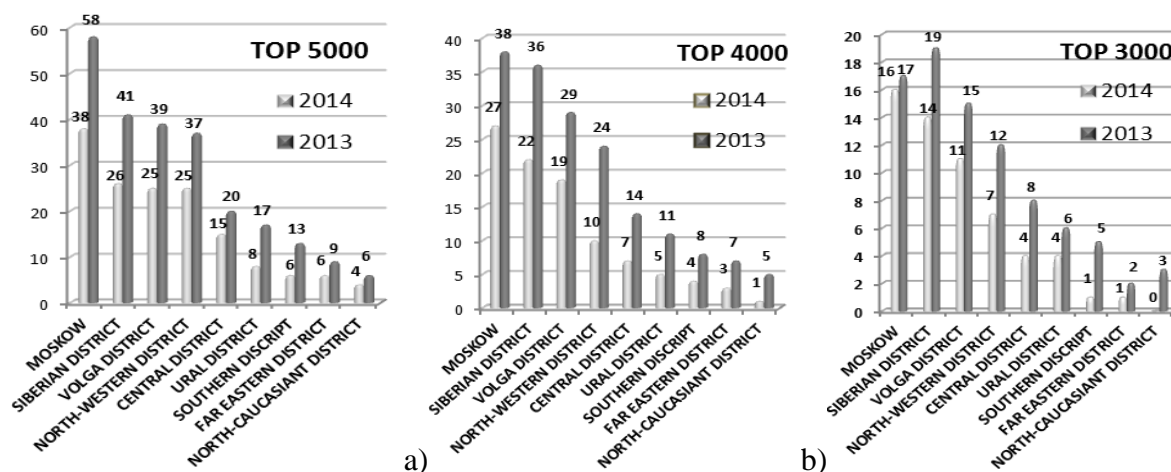 TOP 5000
60
50
40
30
20
10
0
58
38
41
26
39
25
37
25
20
15
17
8
13
6
9
6
6
4
2014
2013
MOSKOW
SIBERIAN DISTRICT
VOLGA DISTRICT
NORTH-WESTERN DISTRICT
CENTRAL DISTRICT
URAL DISTRICT
SOUTHERN DISCRIPT
FAR EASTERN DISTRICT
NORTH-CAUCASIANT DISTRICT
a)
TOP 4000
40
35
30
25
20
15
10
5
0
38
27
36
22
29
19
24
10
14
7
11
5
8
4
7
3
5
1
2014
2013
MOSKOW
SIBERIAN DISTRICT
VOLGA DISTRICT
NORTH-WESTERN DISTRICT
CENTRAL DISTRICT
URAL DISTRICT
SOUTHERN DISCRIPT
FAR EASTERN DISTRICT
NORTH-CAUCASIANT DISTRICT
b)
TOP 3000
20
18
16
14
12
10
8
6
4
2
0
16
17
19
14
15
11
12
7
8
4
6
4
5
1
2
1
3
0
2014
2013
MOSKOW
SIBERIAN DISTRICT
VOLGA DISTRICT
NORTH-WESTERN DISTRICT
CENTRAL DISTRICT
URAL DISTRICT
SOUTHERN DISCRIPT
FAR EASTERN DISTRICT
NORTH-CAUCASIANT DISTRICT